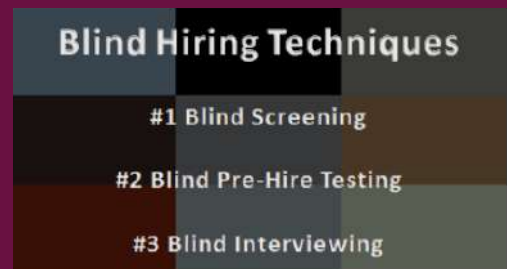 Blind Hiring Techniques
#1 Blind Screening
#2 Blind Pre-Hire Testing
#3 Blind Interviewing